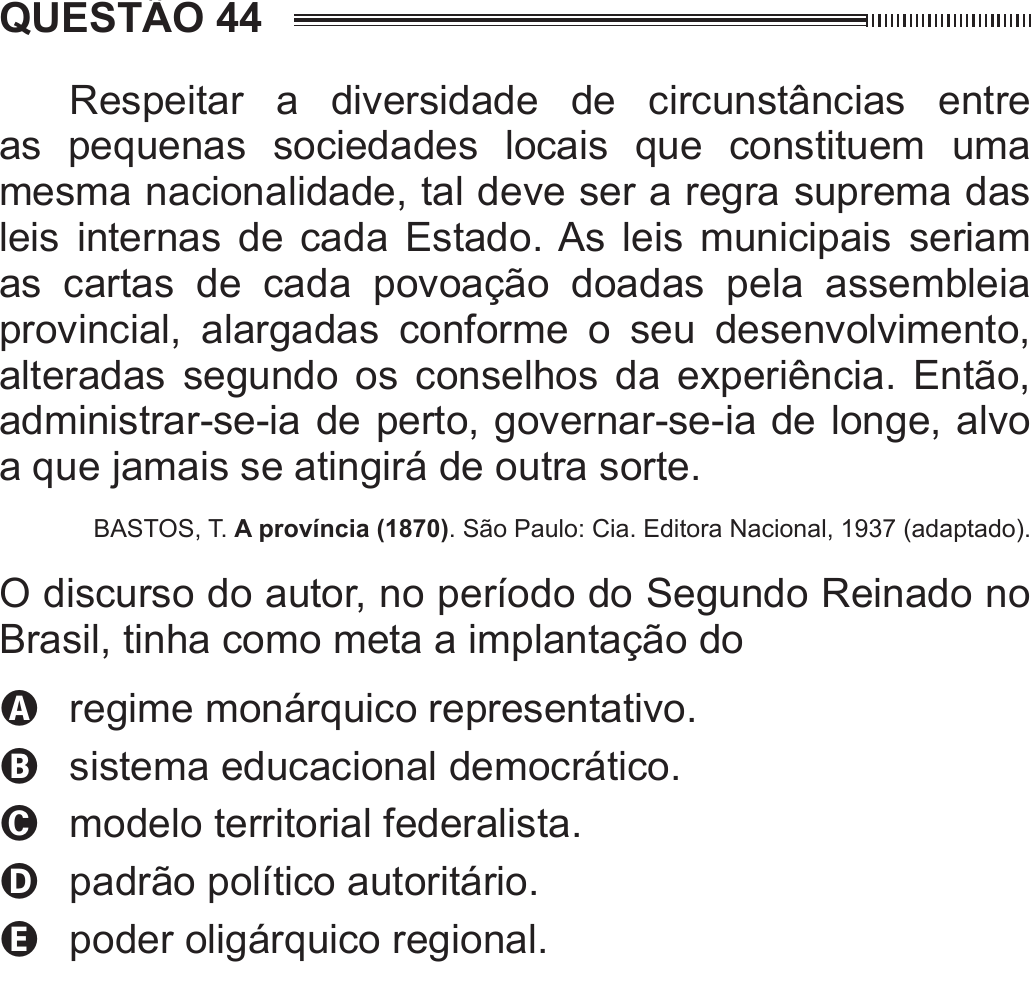 QUESTÃO 44
Respeitar a diversidade de circunstâncias entre
as pequenas sociedades locais que constituem uma
mesma nacionalidade, tal deve ser a regra suprema das
leis internas de cada Estado. As leis municipais seriam
as cartas de cada povoação doadas pela assembleia
provincial, alargadas conforme o seu desenvolvimento,
alteradas segundo os conselhos da experiência. Então,
administrar-se-ia de perto, governar-se-ia de longe, alvo
a que jamais se atingirá de outra sorte.
BASTOS, T. A província (1870). São Paulo: Cia. Editora Nacional, 1937 (adaptado).
O discurso do autor, no período do Segundo Reinado no
Brasil, tinha como meta a implantação do
A regime monárquico representativo.
B sistema educacional democrático.
C modelo territorial federalista.
D padrão político autoritário.
E poder oligárquico regional.